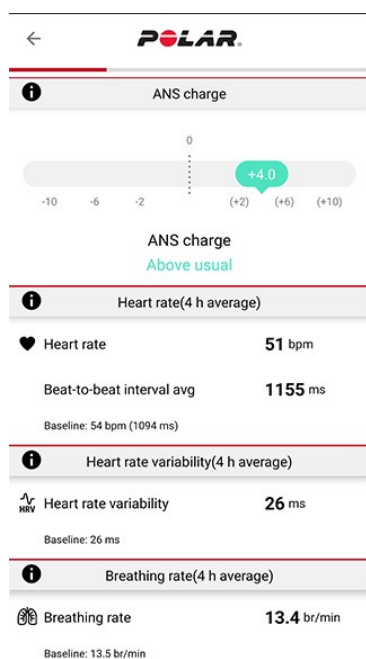 POLAR.
ANS charge
0
+4.0
-10 -6 -2 (+2) (+6) (+10)
ANS charge
Above usual
Heart rate(4 h average)
Heart rate 51 bpm
Beat-to-beat interval avg 1155 ms
Baseline: 54 bpm (1094 ms)
Heart rate variability(4 h average)
HRV Heart rate variability 26 ms
Baseline: 26 ms
Breathing rate(4 h average)
Breathing rate 13.4 br/min
Baseline: 13.5 br/min